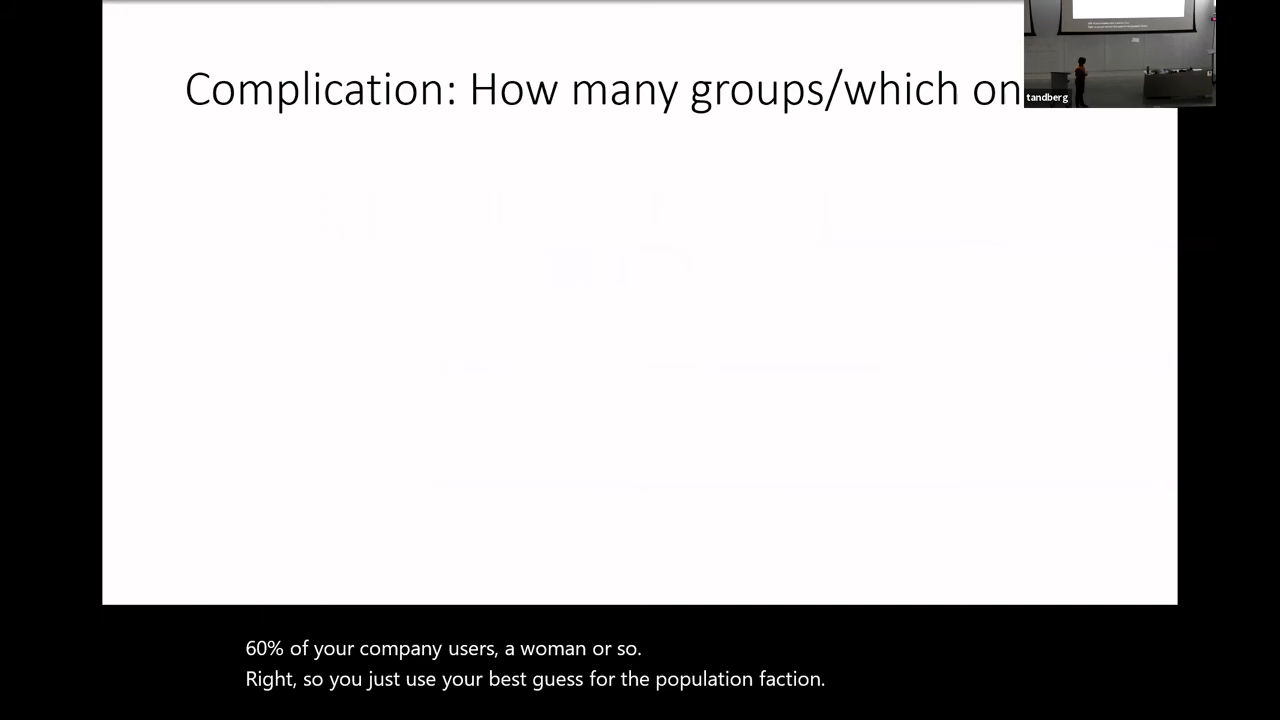 Complication: How many groups/which on
tandberg
60% of your company users, a woman or so.
Right, so you just use your best guess for the population faction.